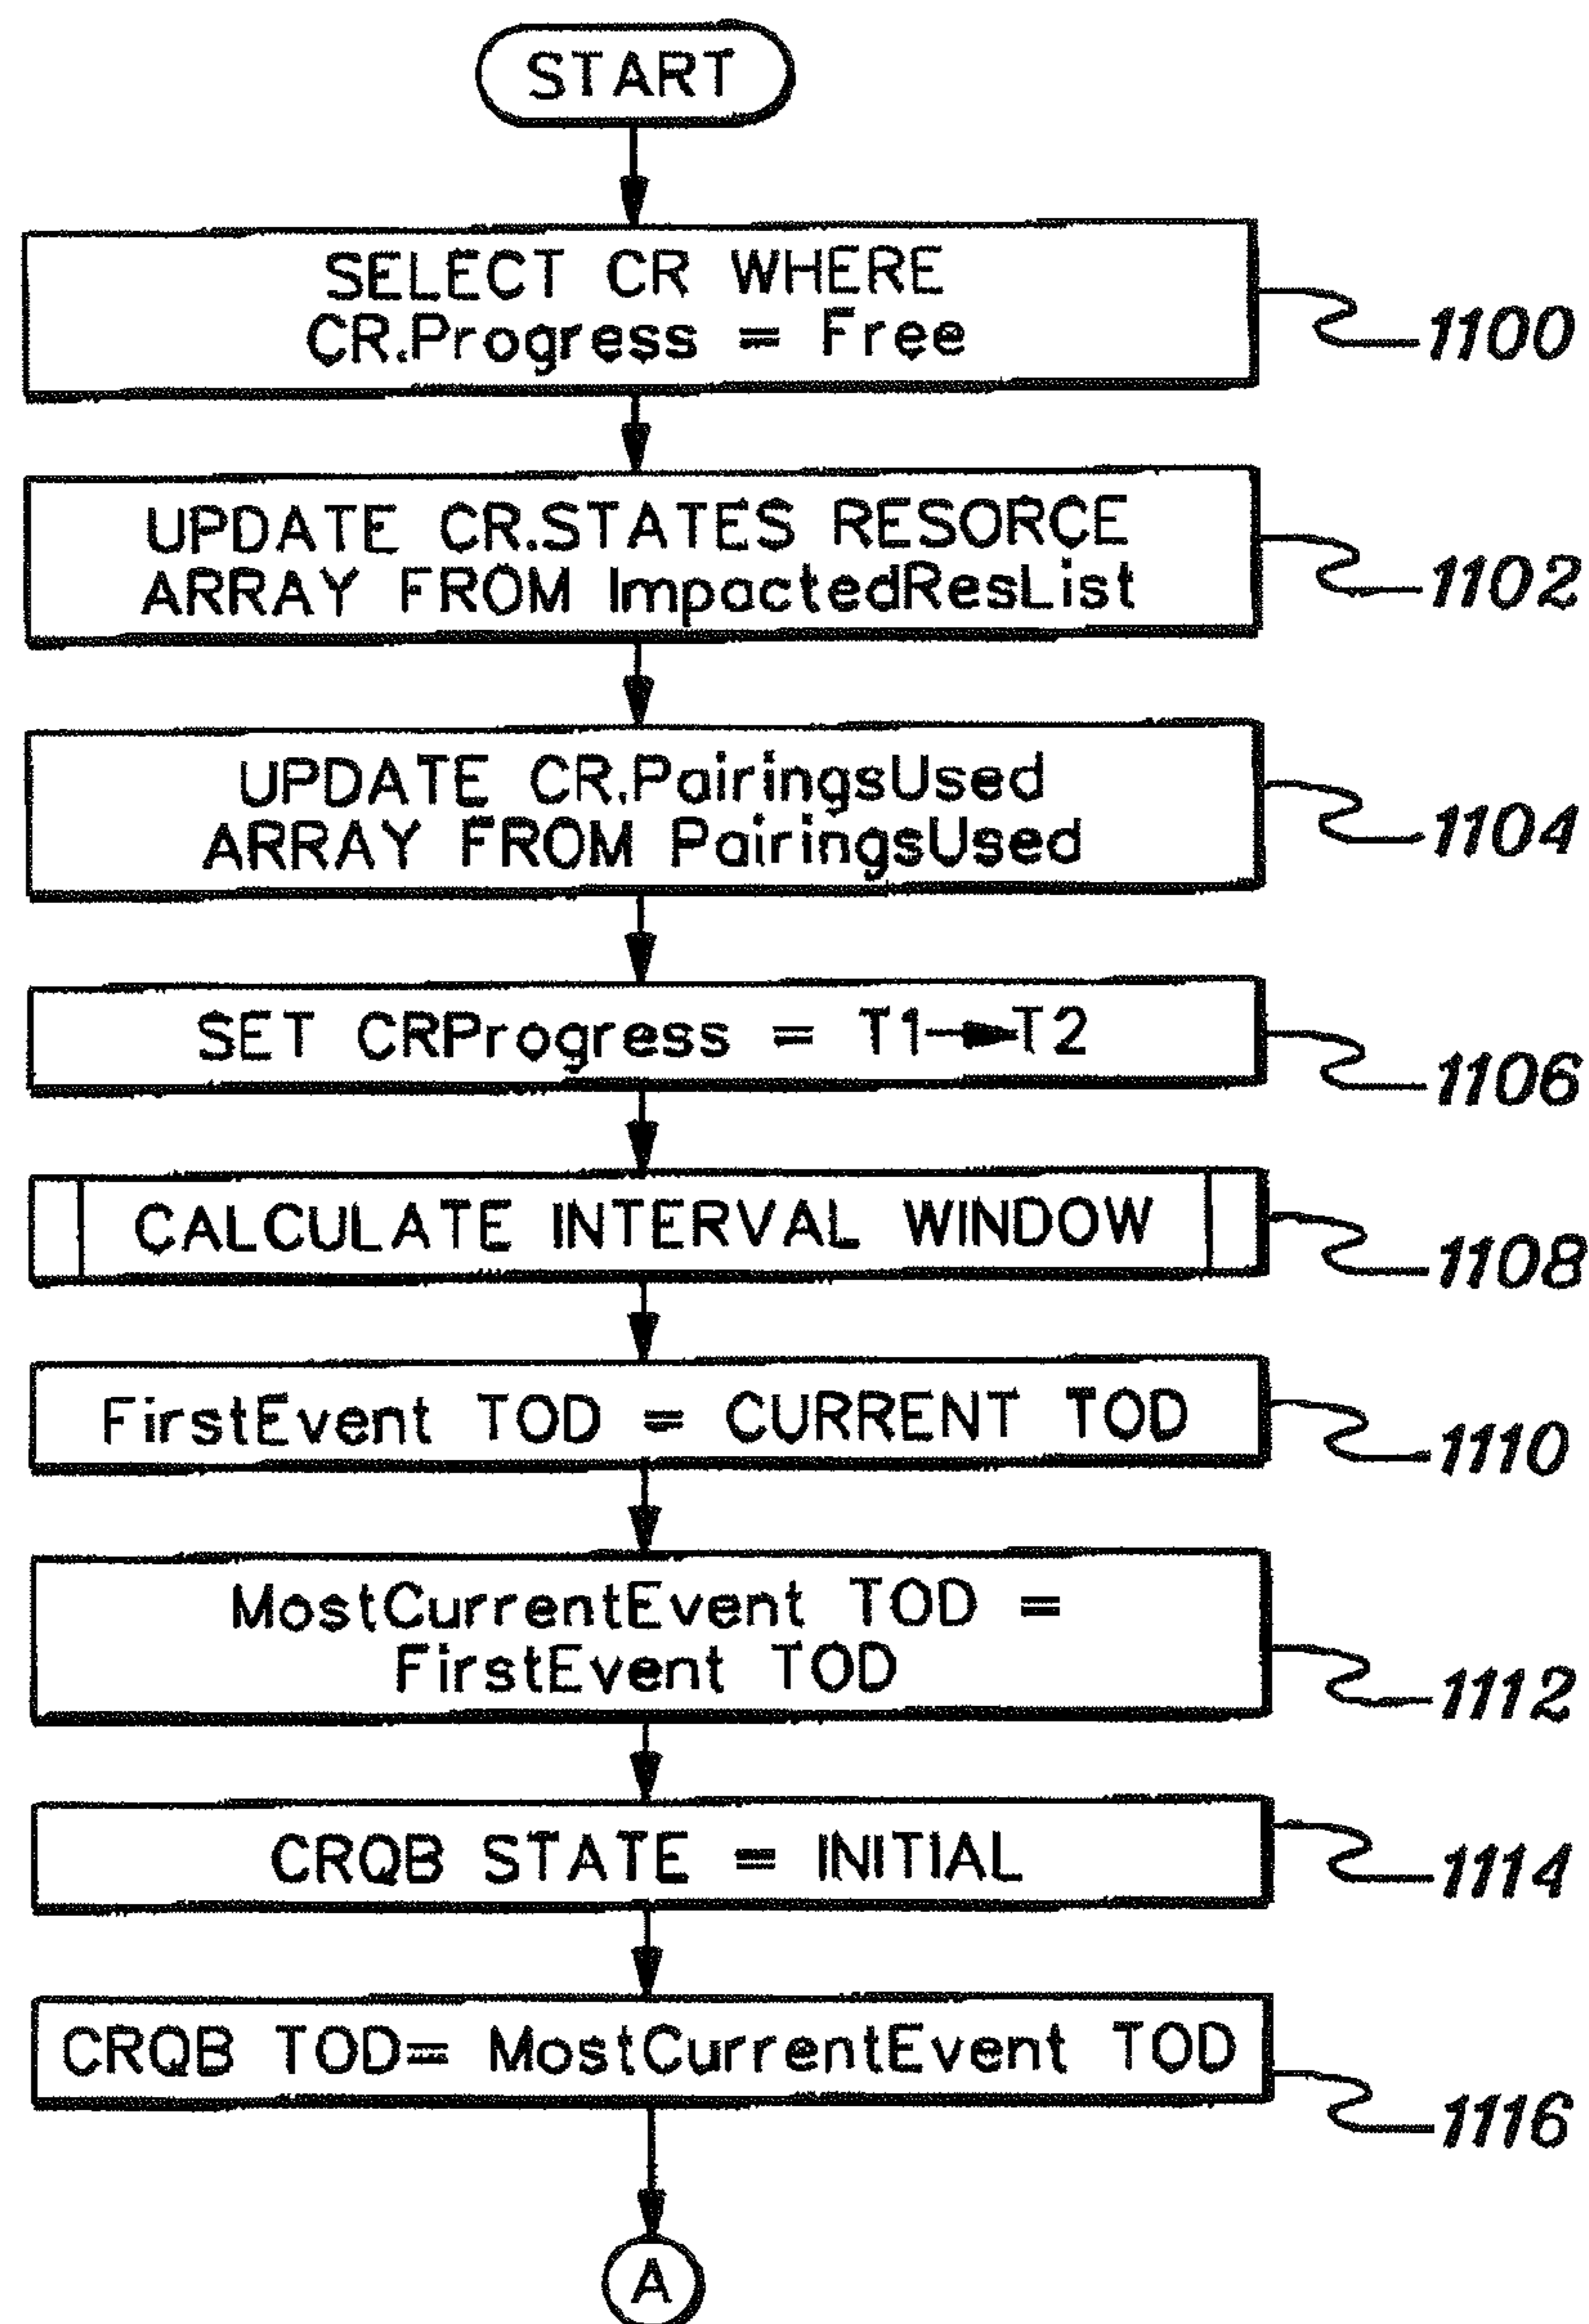 START
SELECT CR WHERE
CR.Progress = Free
1100
UPDATE CR.STATES RESORCE
ARRAY FROM ImpactedResList
1102
UPDATE CR.PairingsUsed
ARRAY FROM PairingsUsed
1104
SET CRProgress = T1→T2
1106
CALCULATE INTERVAL WINDOW
1108
FirstEvent TOD = CURRENT TOD
1110
MostCurrentEvent TOD =
FirstEvent TOD
1112
CRQB STATE = INITIAL
1114
CRQB TOD= MostCurrentEvent TOD
1116
A